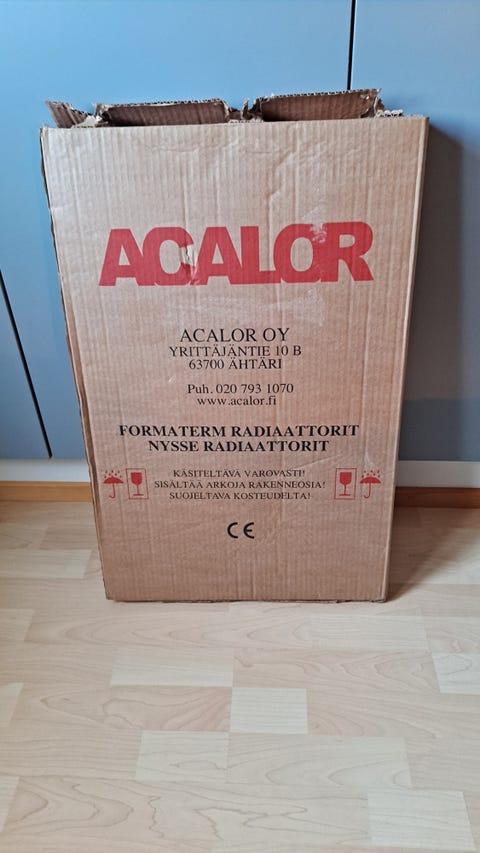 ACALOR
ACALOR OY
YRITTÄJÄNTIE 10 B
63700 ÄHTÄRI
Puh. 020 793 1070
www.acalor.fi
FORMATERM RADIAATTORIT
NYSSE RADIAATTORIT
KÄSITELTÄVÄ VAROVASTI!
SISÄLTÄÄ ARKOJA RAKENNEOSIA!
SUOJELTAVA KOSTEUDELTA!
CE